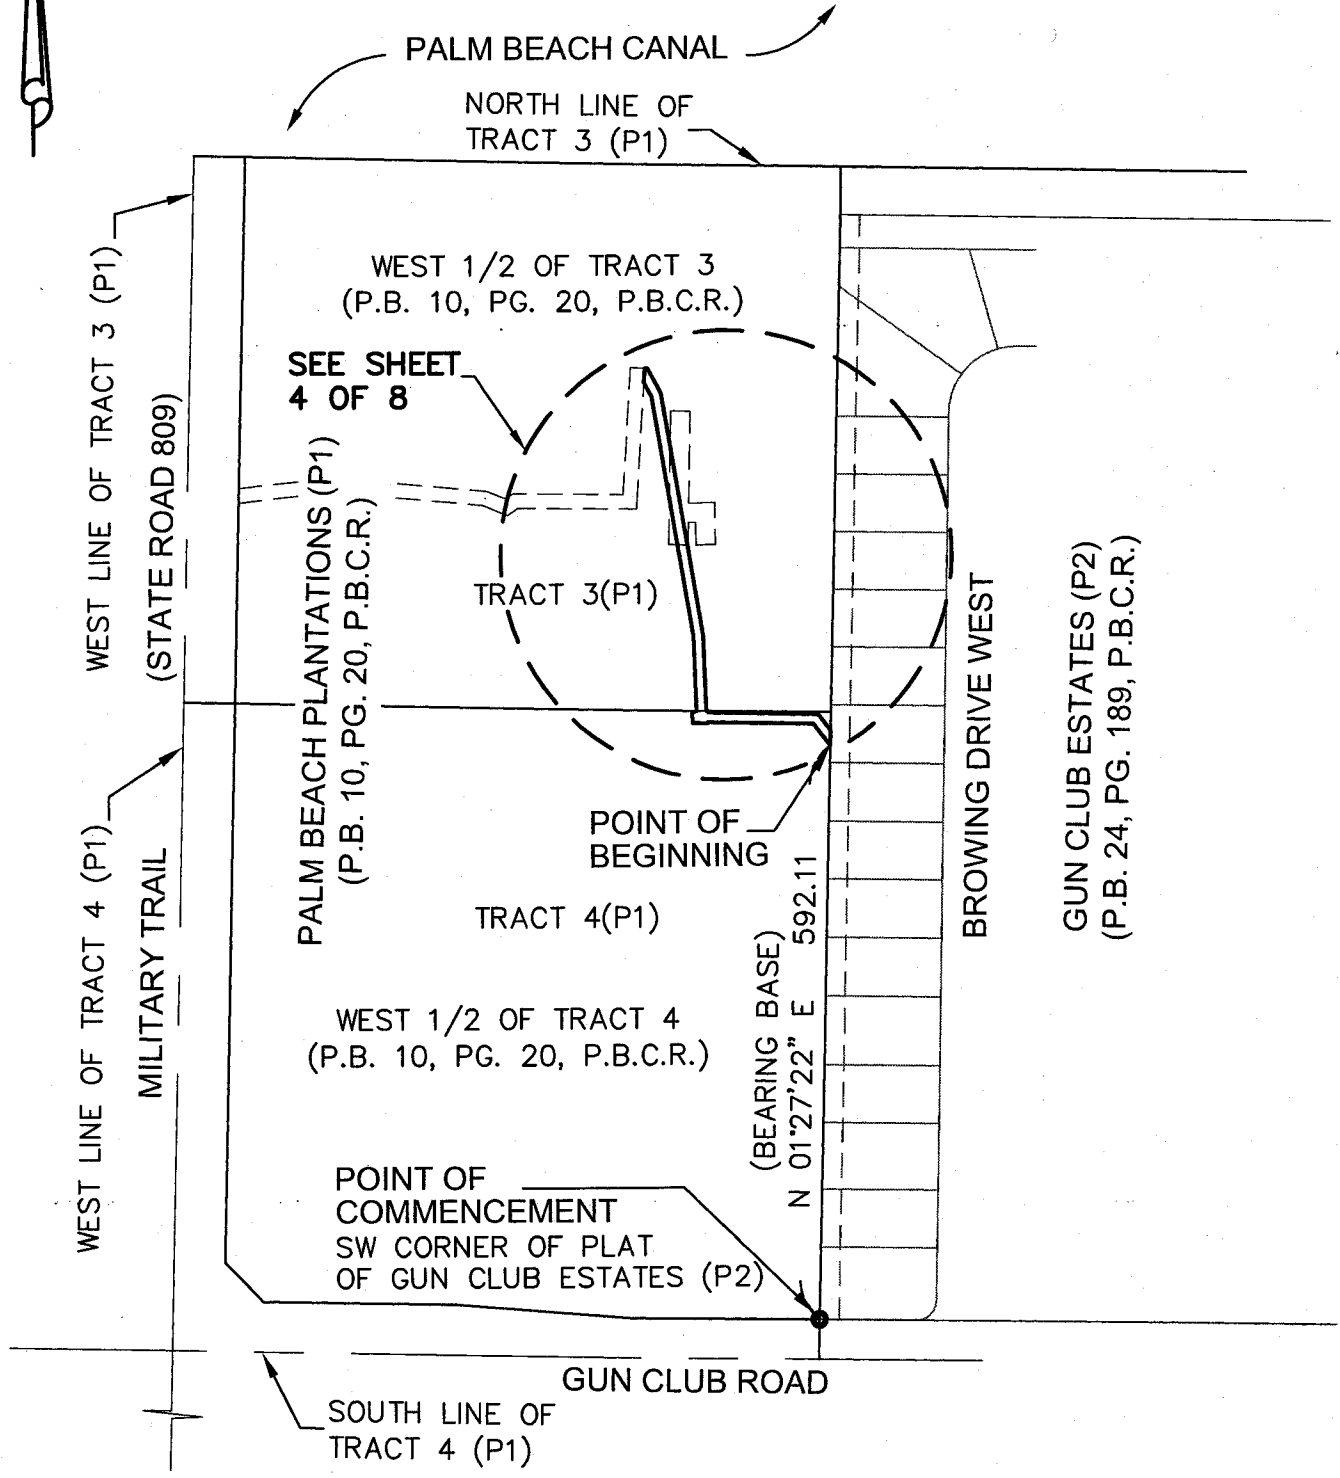 PALM BEACH CANAL
NORTH LINE OF
TRACT 3 (P1)
WEST LINE OF TRACT 3 (P1)
(STATE ROAD 809)
WEST 1/2 OF TRACT 3
(P.B. 10, PG. 20, P.B.C.R.)
SEE SHEET
4 OF 8
PALM BEACH PLANTATIONS (P1)
(P.B. 10, PG. 20, P.B.C.R.)
TRACT 3(P1)
BROWING DRIVE WEST
GUN CLUB ESTATES (P2)
(P.B. 24, PG. 189, P.B.C.R.)
POINT OF
BEGINNING
WEST LINE OF TRACT 4 (P1)
MILITARY TRAIL
TRACT 4(P1)
(BEARING BASE)
N 01°27'22" E 592.11
WEST 1/2 OF TRACT 4
(P.B. 10, PG. 20, P.B.C.R.)
POINT OF
COMMENCEMENT
SW CORNER OF PLAT
OF GUN CLUB ESTATES (P2)
GUN CLUB ROAD
SOUTH LINE OF
TRACT 4 (P1)